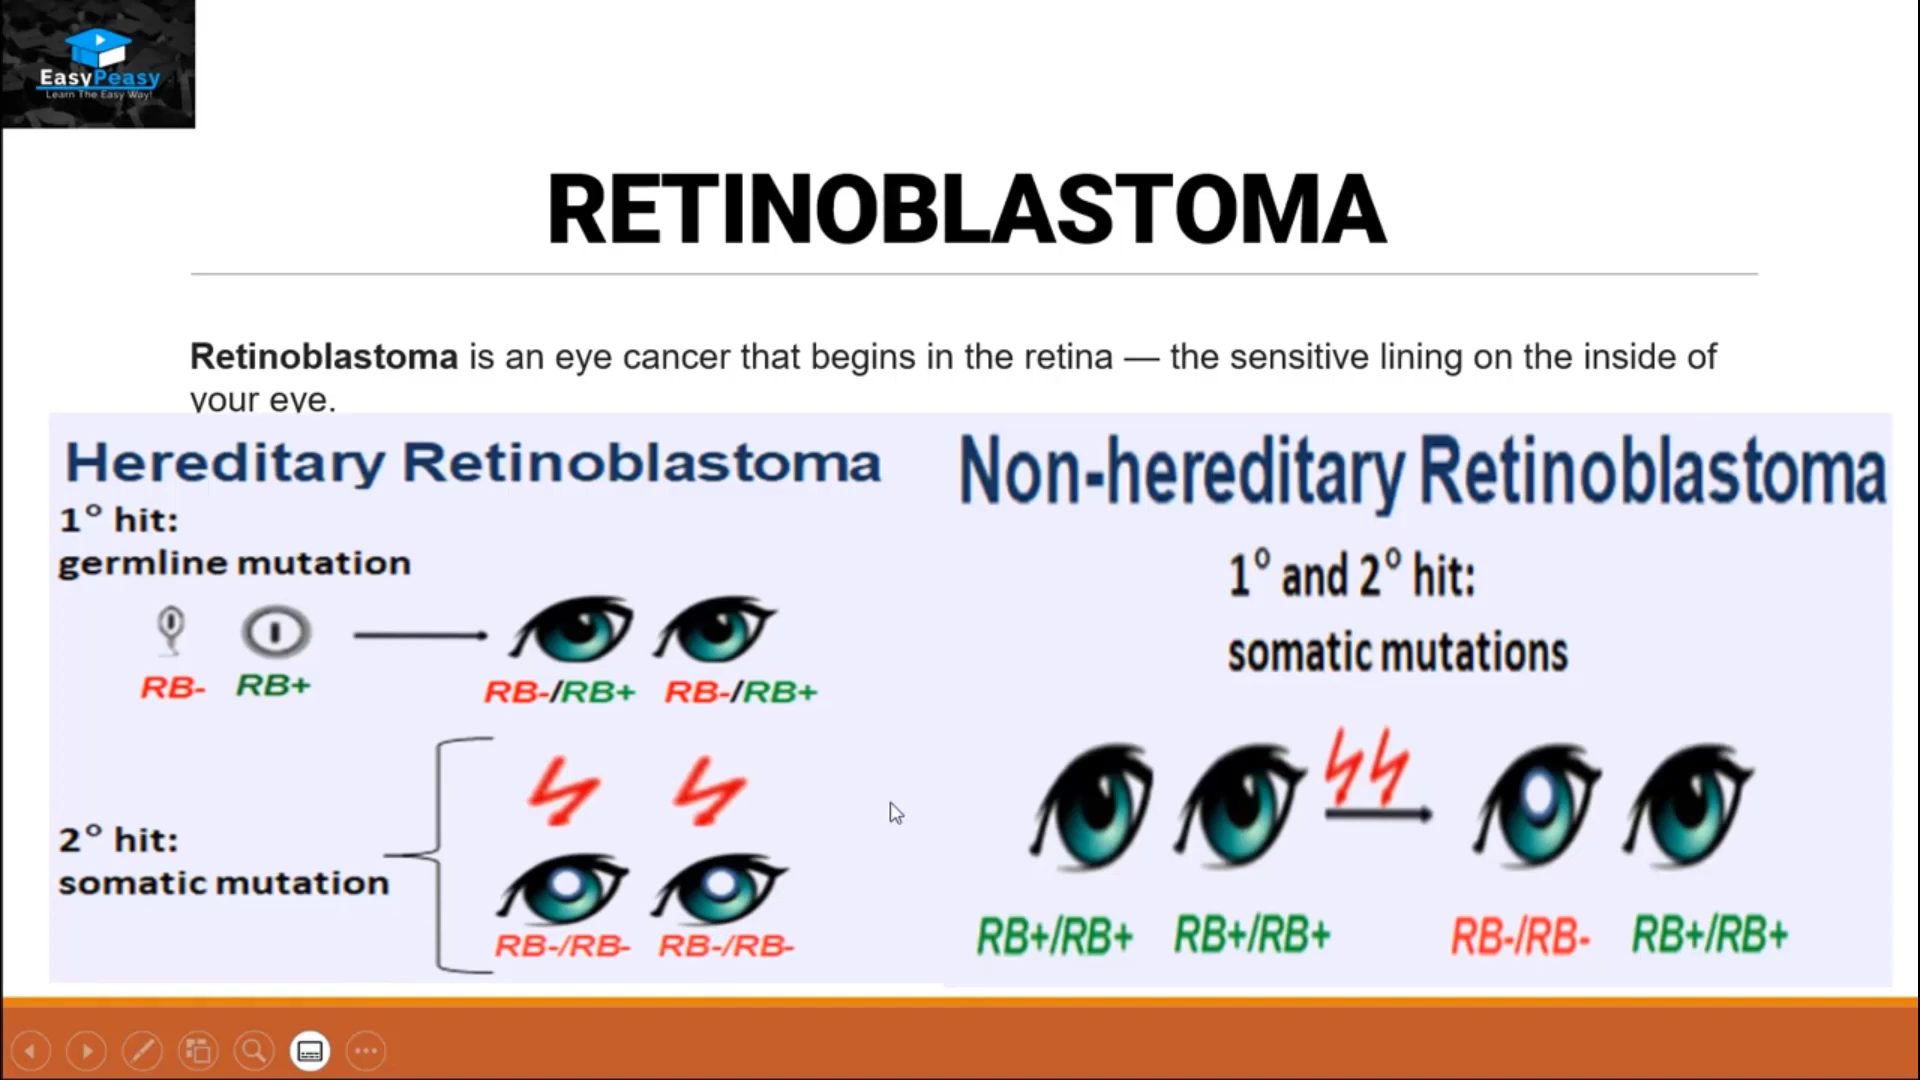 EasyPeasy
Learn The Easy Way!
RETINOBLASTOMA
Retinoblastoma is an eye cancer that begins in the retina — the sensitive lining on the inside of
your eye.
Hereditary Retinoblastoma
1° hit:
germline mutation
RB- RB+ RB-/RB+ RB-/RB+
2° hit:
somatic mutation
RB-/RB- RB-/RB-
Non-hereditary Retinoblastoma
1° and 2° hit:
somatic mutations
RB+/RB+ RB+/RB+ RB-/RB- RB+/RB+